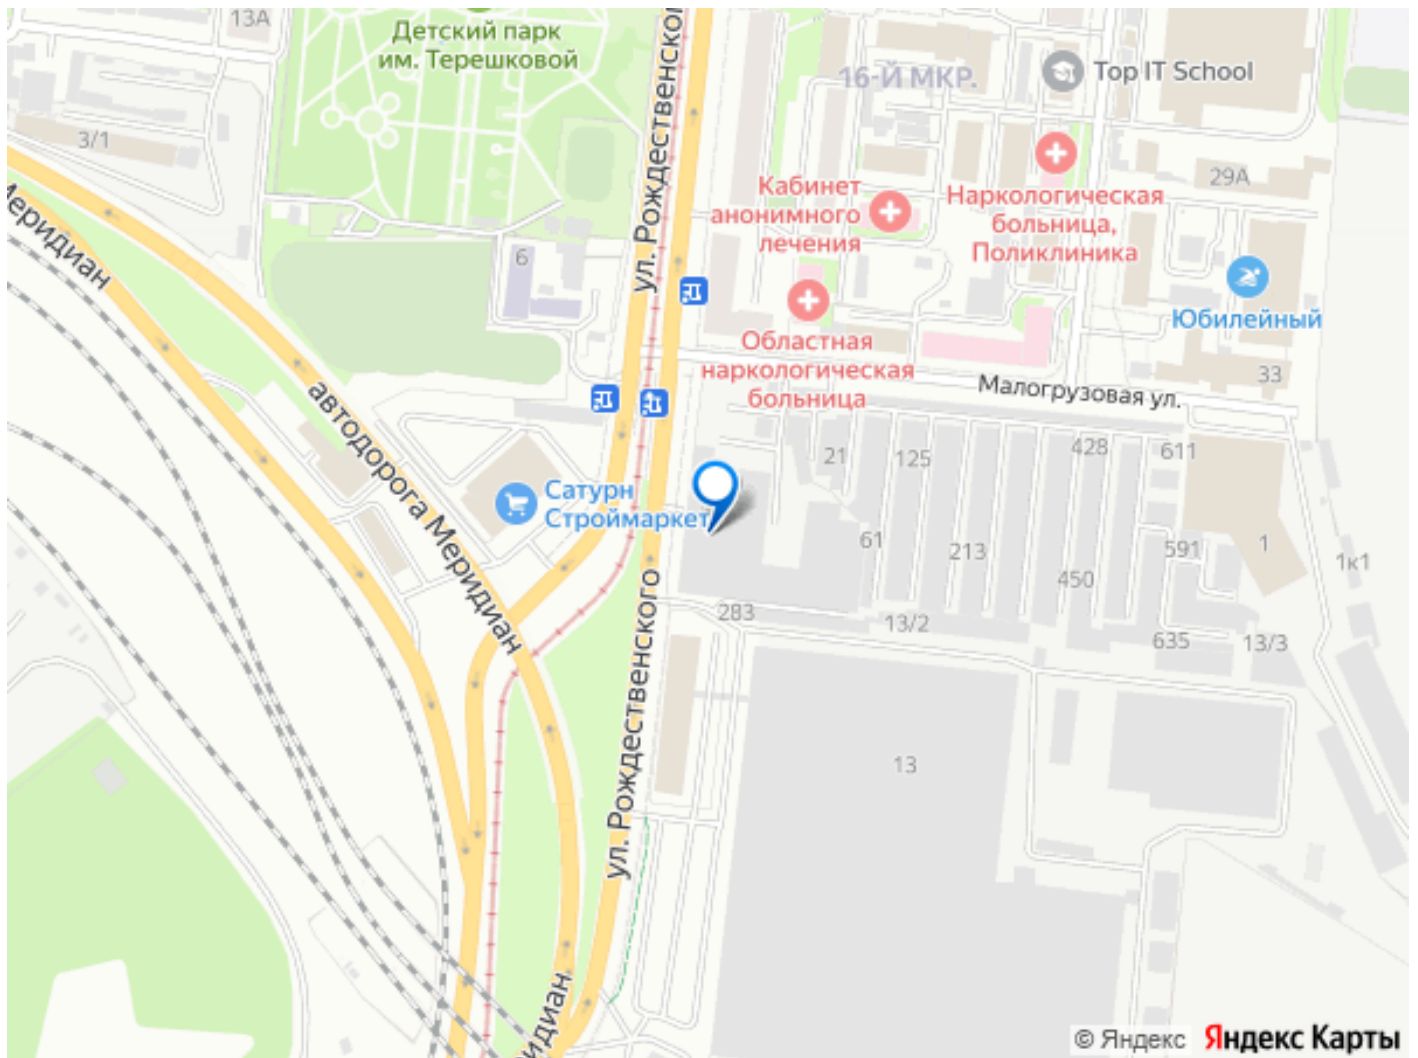 13А
Детский парк
им. Терешковой
ул. Рождественского
16-Й МКР.
Top IT School
3/1
Меридиан
Кабинет
анонимного
лечения
Наркологическая
больница,
Поликлиника
29А
6
Юбилейный
Областная
наркологическая
больница
Малогрузовая ул.
33
автодорога Меридиан
21
125
428
611
Сатурн
Строймаркет
61
213
591
1
1к1
450
283
13/2
635
13/3
ул. Рождественского
13
идиан
© Яндекс Яндекс Карты